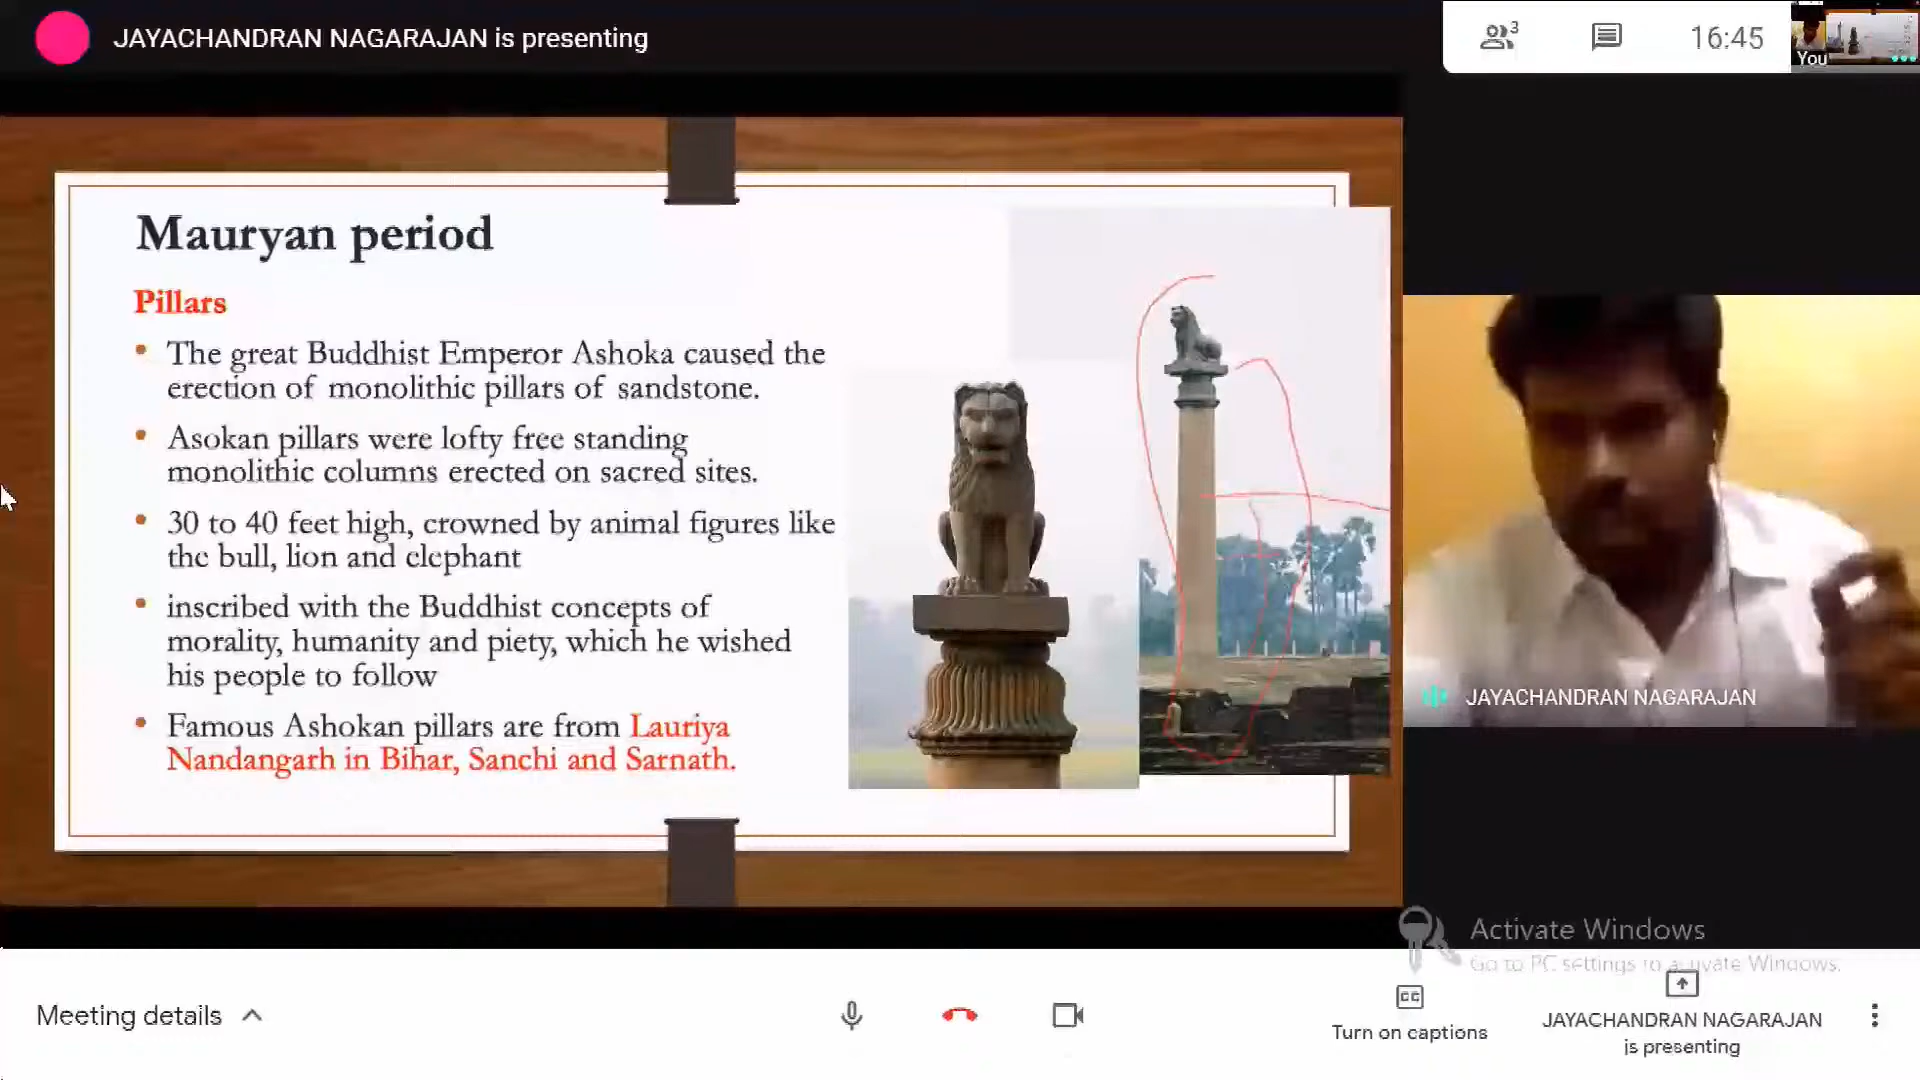 JAYACHANDRAN NAGARAJAN is presenting
3
16:45
You
Mauryan period
Pillars
• The great Buddhist Emperor Ashoka caused the
erection of monolithic pillars of sandstone.
• Asokan pillars were lofty free standing
monolithic columns erected on sacred sites.
• 30 to 40 feet high, crowned by animal figures like
the bull, lion and elephant
• inscribed with the Buddhist concepts of
morality, humanity and piety, which he wished
his people to follow
• Famous Ashokan pillars are from Lauriya
Nandangarh in Bihar, Sanchi and Sarnath.
JAYACHANDRAN NAGARAJAN
Activate Windows
Go to PC settings to activate Windows.
Meeting details
CC
Turn on captions
JAYACHANDRAN NAGARAJAN
is presenting